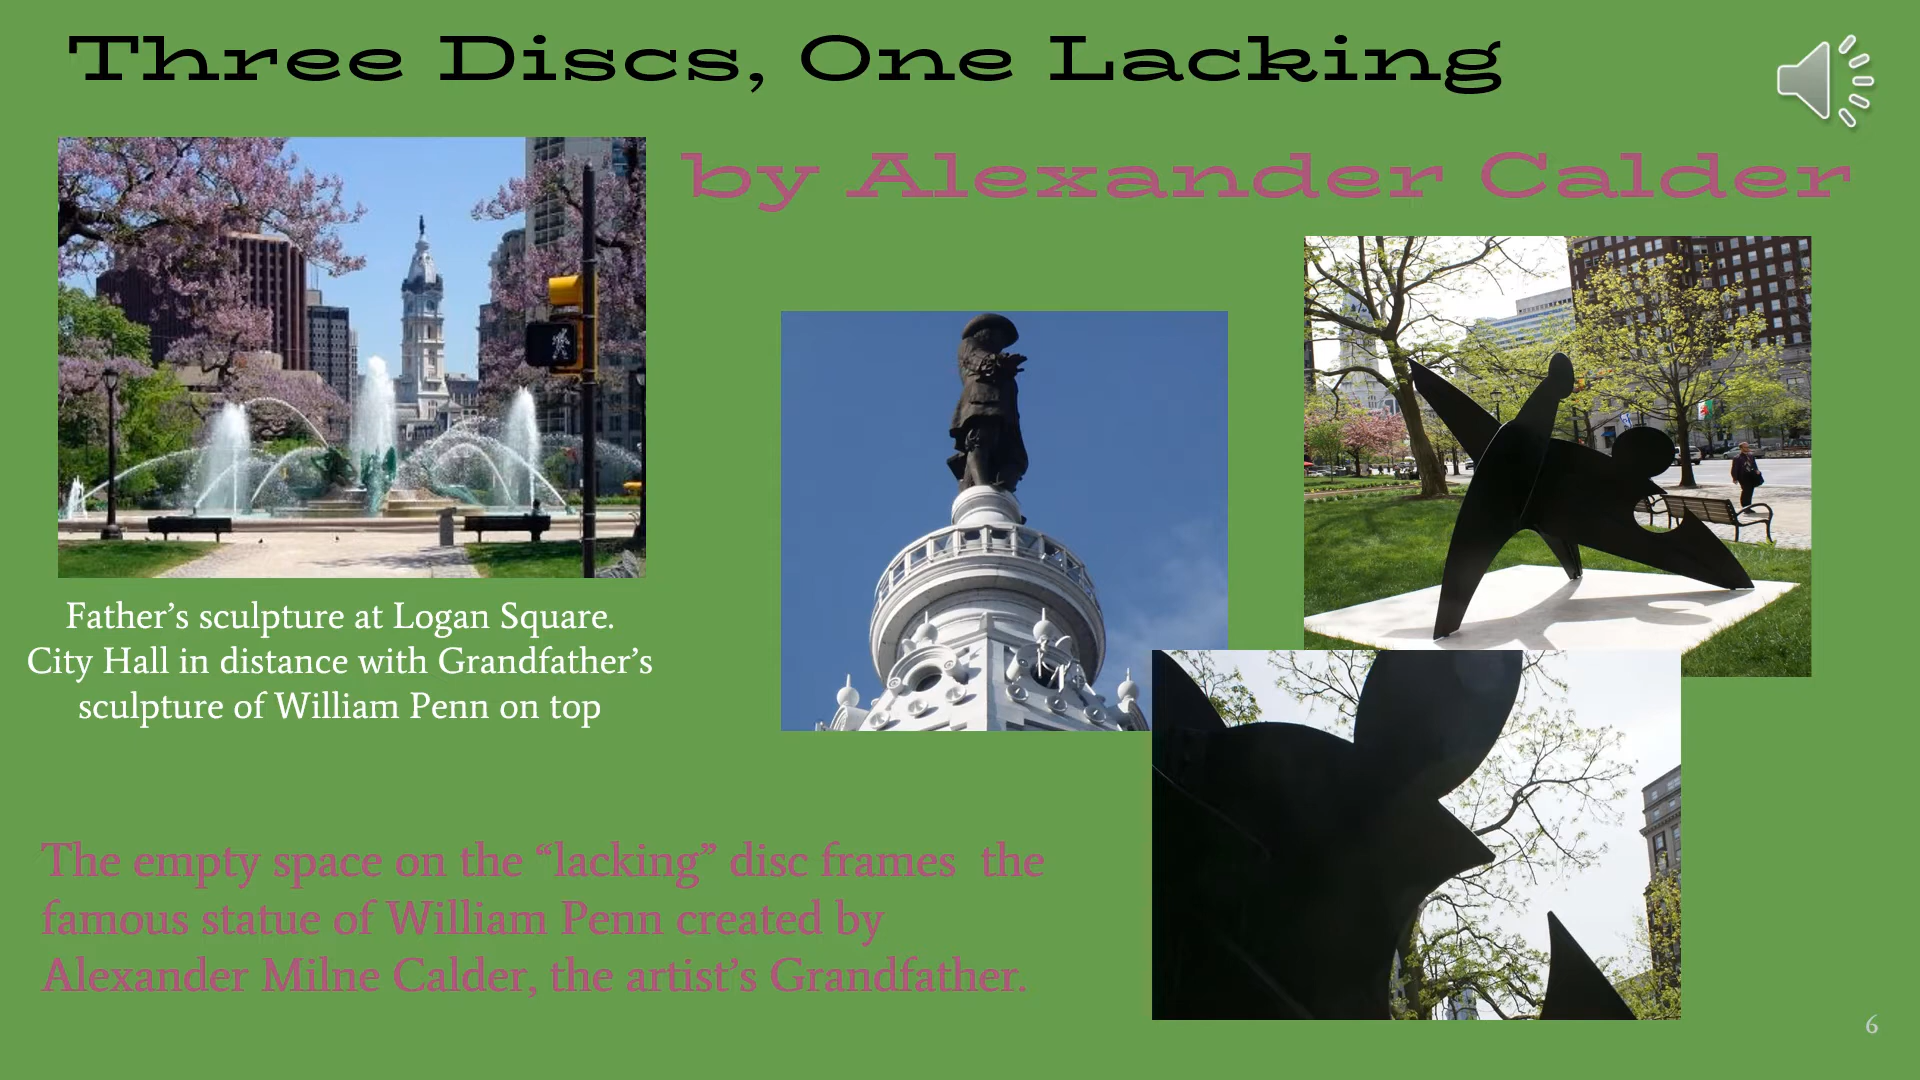 Three Discs, One Lacking
by Alexander Calder
Father’s sculpture at Logan Square.
City Hall in distance with Grandfather’s
sculpture of William Penn on top
The empty space on the “lacking” disc frames  the
famous statue of William Penn created by
Alexander Milne Calder, the artist’s Grandfather.
6